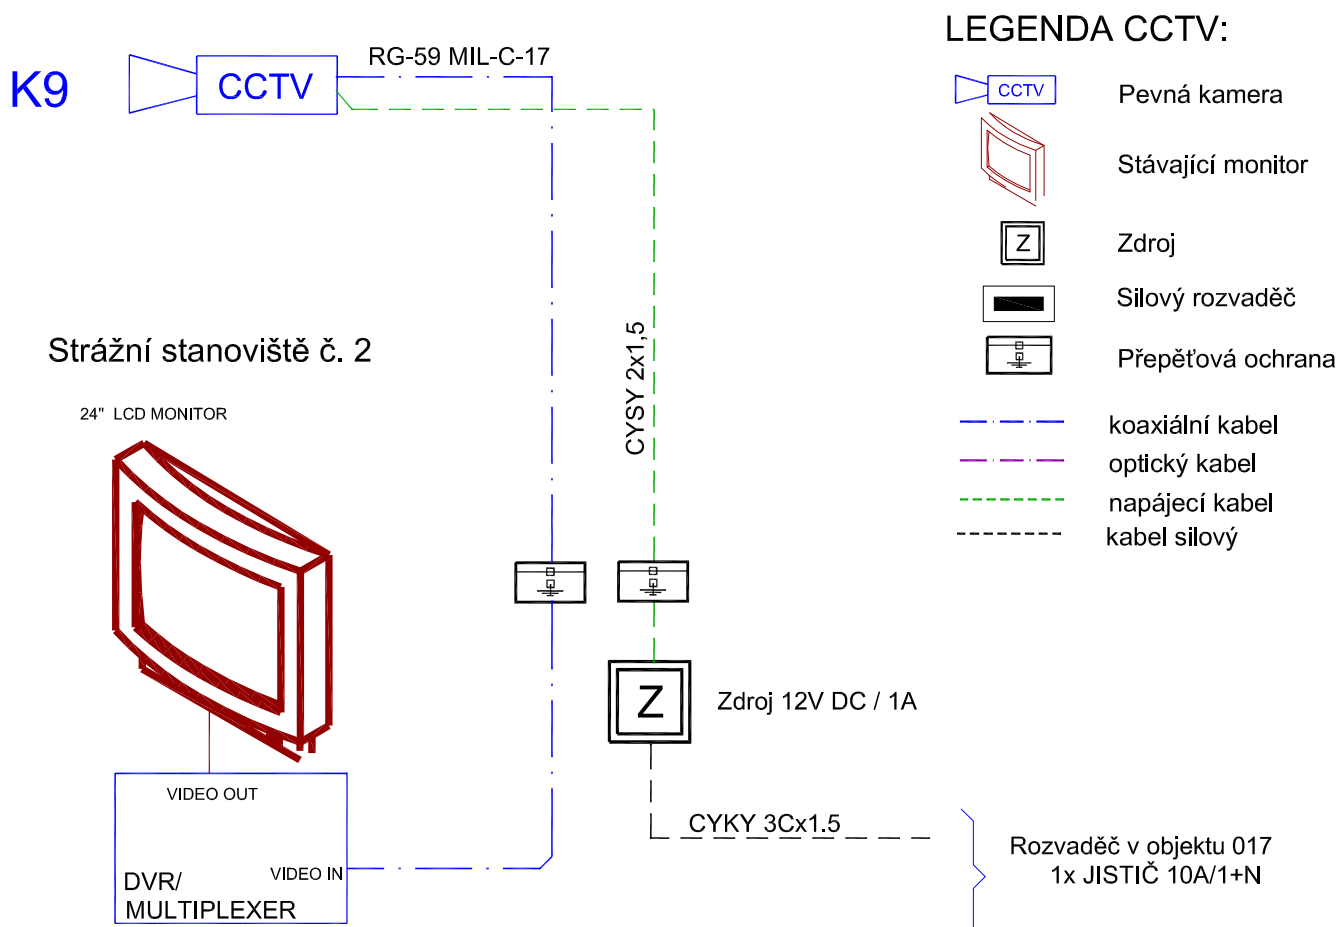 LEGENDA CCTV:
RG-59 MIL-C-17
K9
CCTV
CCTV
Pevná kamera
Stávající monitor
Z
Zdroj
Silový rozvaděč
Přepěťová ochrana
Strážní stanoviště č. 2
24" LCD MONITOR
CYSY 2x1,5
koaxiální kabel
optický kabel
napájecí kabel
kabel silový
Z
Zdroj 12V DC / 1A
VIDEO OUT
CYKY 3Cx1.5
VIDEO IN
DVR/
MULTIPLEXER
Rozvaděč v objektu 017
1x JISTIČ 10A/1+N